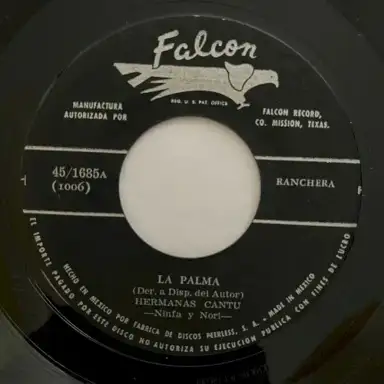 Falcon
REG. U. S. PAT. OFFICE
MANUFACTURA
AUTORIZADA POR
FALCON RECORD,
CO. MISSION, TEXAS.
45/1685A
(1006)
RANCHERA
LA PALMA
(Der. a Disp. del Autor)
HERMANAS CANTU
—Ninfa y Nori—
HECHO EN MEXICO POR FABRICA DE DISCOS PEERLESS, S. A. - MADE IN MEXICO
EL IMPORTE PAGADO POR ESTE DISCO NO AUTORIZA SU EJECUCION PUBLICA CON FINES DE LUCRO